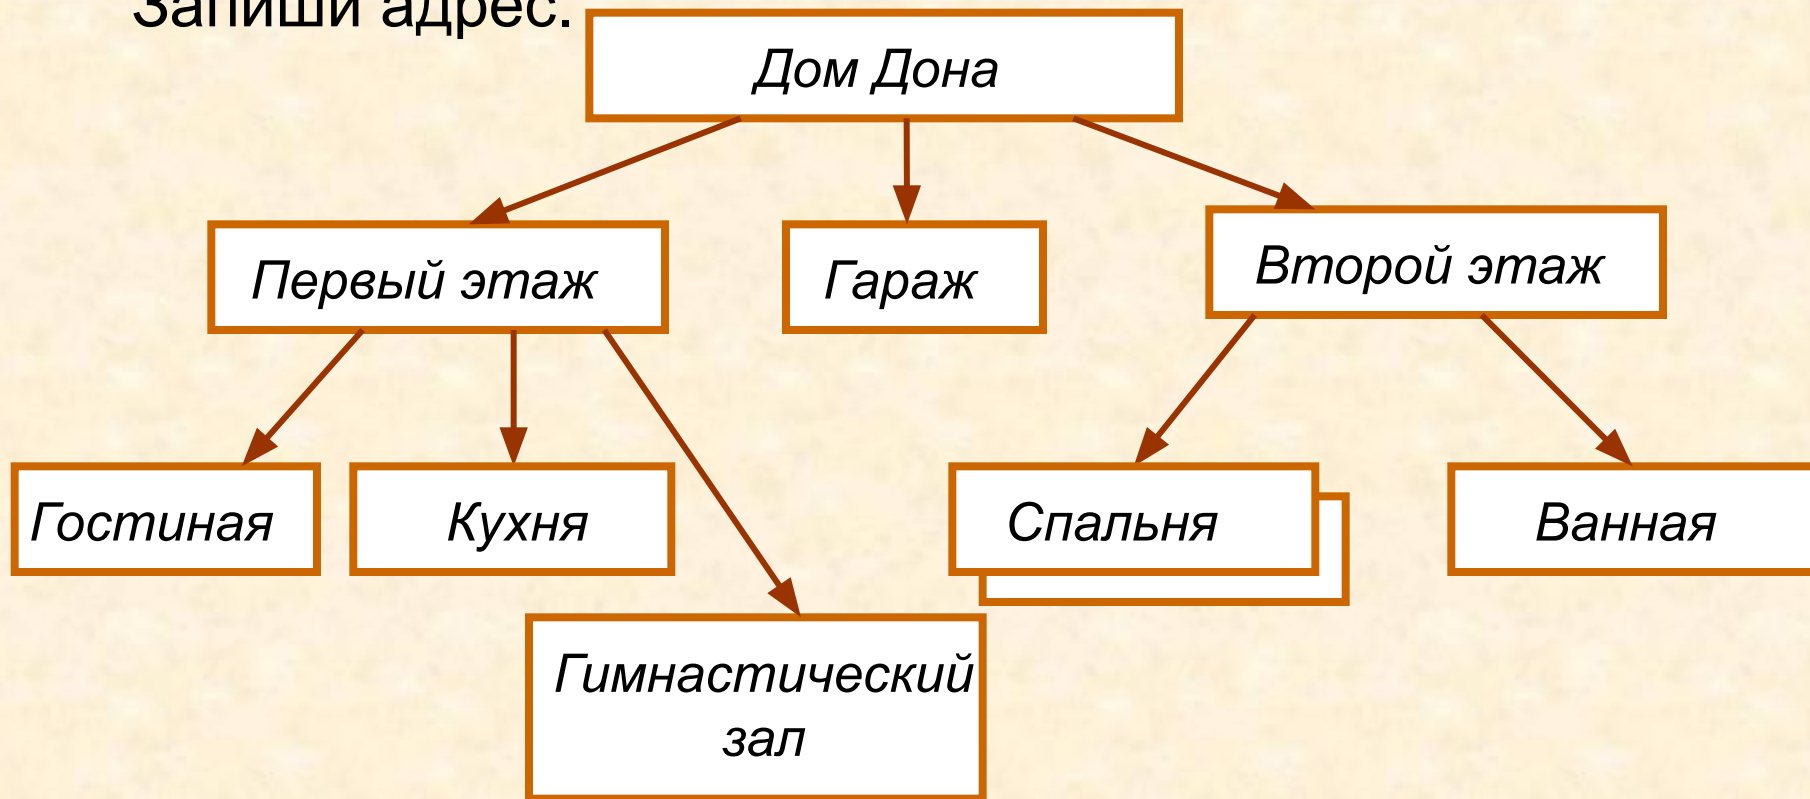 Запиши адрес.
Дом Дона
Первый этаж
Гараж
Второй этаж
Гостиная
Кухня
Спальня
Ванная
Гимнастический
зал